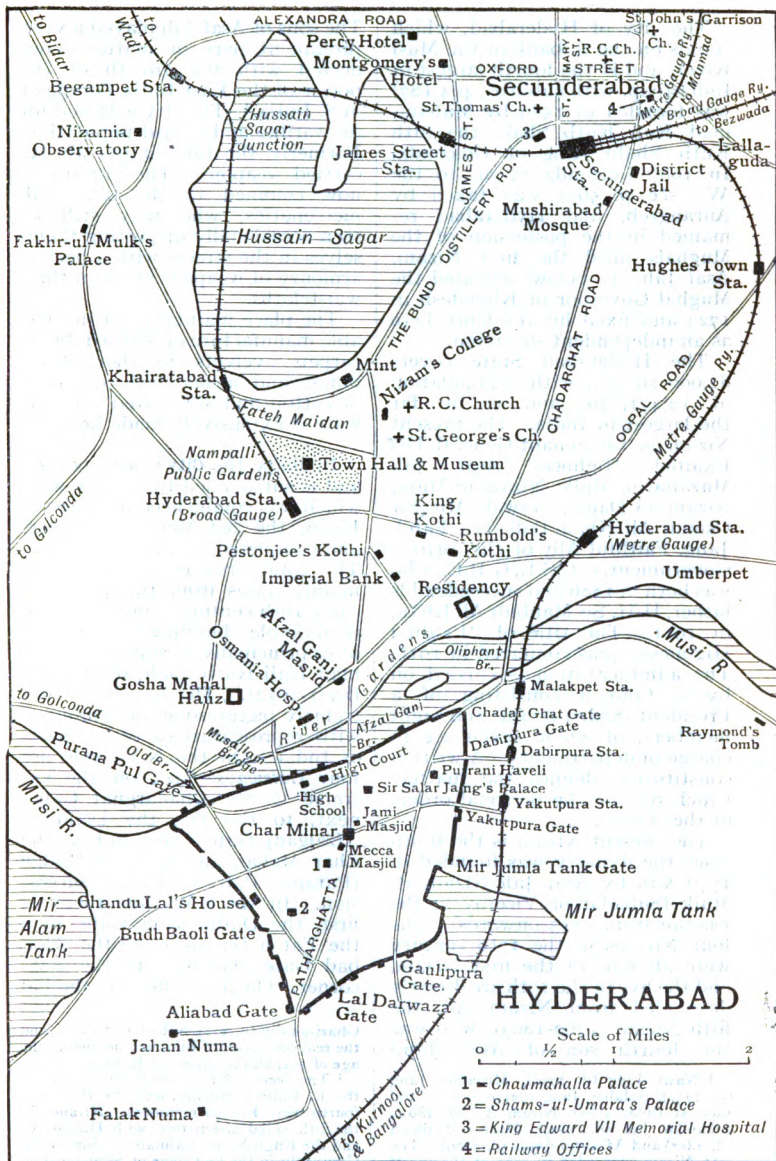 ALEXANDRA ROAD
St. John's Garrison
Ch.
to Bidar
to Wadi
Percy Hotel
Montgomery's
Hotel
ST. MARY ST.
R.C.Ch.
OXFORD STREET
Metre Gauge Ry.
to Manmad
Begampet Sta.
Secunderabad
St. Thomas' Ch.
4
Broad Gauge Ry.
to Bezwada
Hussain
Sagar
Junction
Nizamia
Observatory
3
James Street
Sta.
JAMES ST.
Secunderabad
Sta.
Lalla-
guda
District
Jail
DISTILLERY RD.
Mushirabad
Mosque
Fakhr-ul-Mulk's
Palace
Hussain Sagar
THE BUND
Hughes Town
Sta.
CHADARGHAT ROAD
Mint
Nizam's College
Khairatabad
Sta.
R.C. Church
OOPAL ROAD
Metre Gauge Ry.
Fateh Maidan
St. George's Ch.
Nampalli
Public Gardens
Town Hall & Museum
to Golconda
Hyderabad Sta.
(Broad Gauge)
King
Kothi
Rumbold's
Kothi
Hyderabad Sta.
(Metre Gauge)
Pestonjee's Kothi
Imperial Bank
Residency
Umberpet
Afzal Ganj
Masjid
Gardens
Oliphant
Br.
Musi R.
Osmania Hosp.
Gosha Mahal
Hauz
Malakpet Sta.
River
Afzal Ganj
Br.
Chadar Ghat Gate
to Golconda
Musallam
Bridge
Dabirpura Gate
Raymond's
Tomb
Old Br.
Purana Pul Gate
High Court
Dabirpura Sta.
Purani Haveli
Musi R.
High
School
Sir Salar Jang's Palace
Jami
Masjid
Yakutpura Sta.
Char Minar
Yakutpura Gate
Mecca
Masjid
1
Mir Jumla Tank Gate
Mir
Alam
Tank
Chandu Lal's House
2
Mir Jumla Tank
Budh Baoli Gate
PATHARGHATTA
Gaulipura
Gate.
Aliabad Gate
Lal Darwaza
Gate
HYDERABAD
Jahan Numa
Scale of Miles
0 ½ 1 2
1 = Chaumahalla Palace
2 = Shams-ul-Umara's Palace
Falak Numa
to Kurnool
& Bangalore
3 = King Edward VII Memorial Hospital
4 = Railway Offices